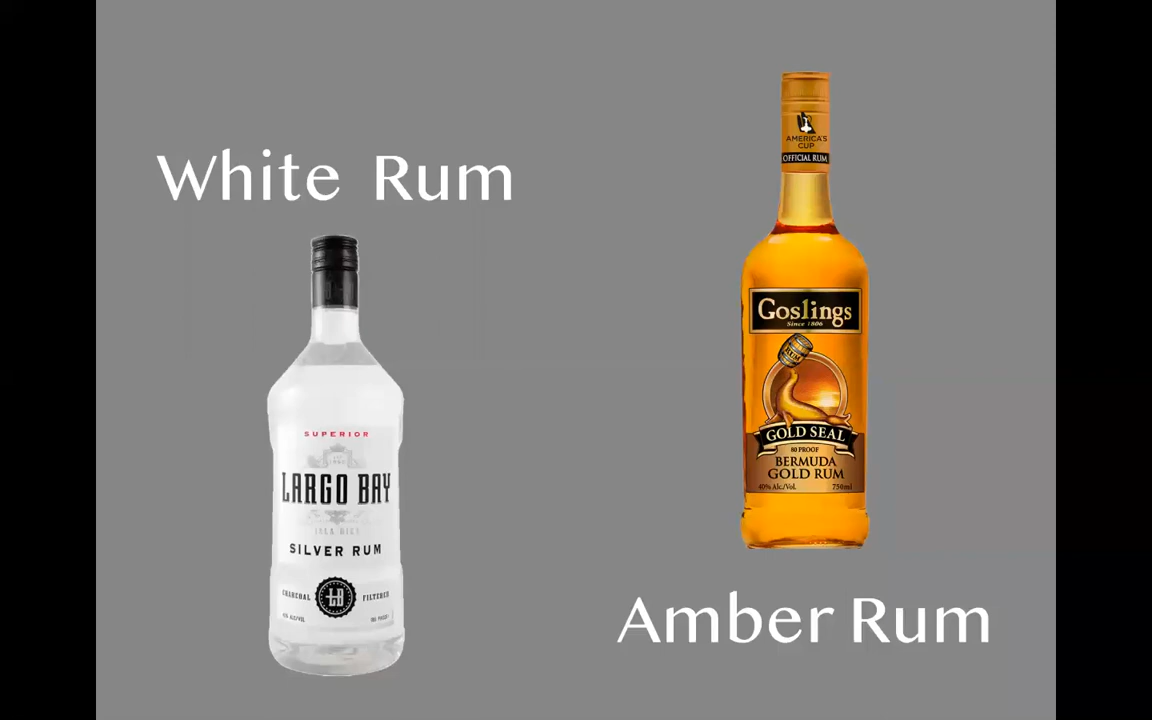 White Rum
SUPERIOR
LARGO BAY
SILVER RUM
CHARCOAL FILTERED
Amber Rum
AMERICA'S
CUP
OFFICIAL RUM
Goslings
Since 1806
RUM
GOLD SEAL
80 PROOF
BERMUDA
GOLD RUM
40% Alc./Vol. 750ml